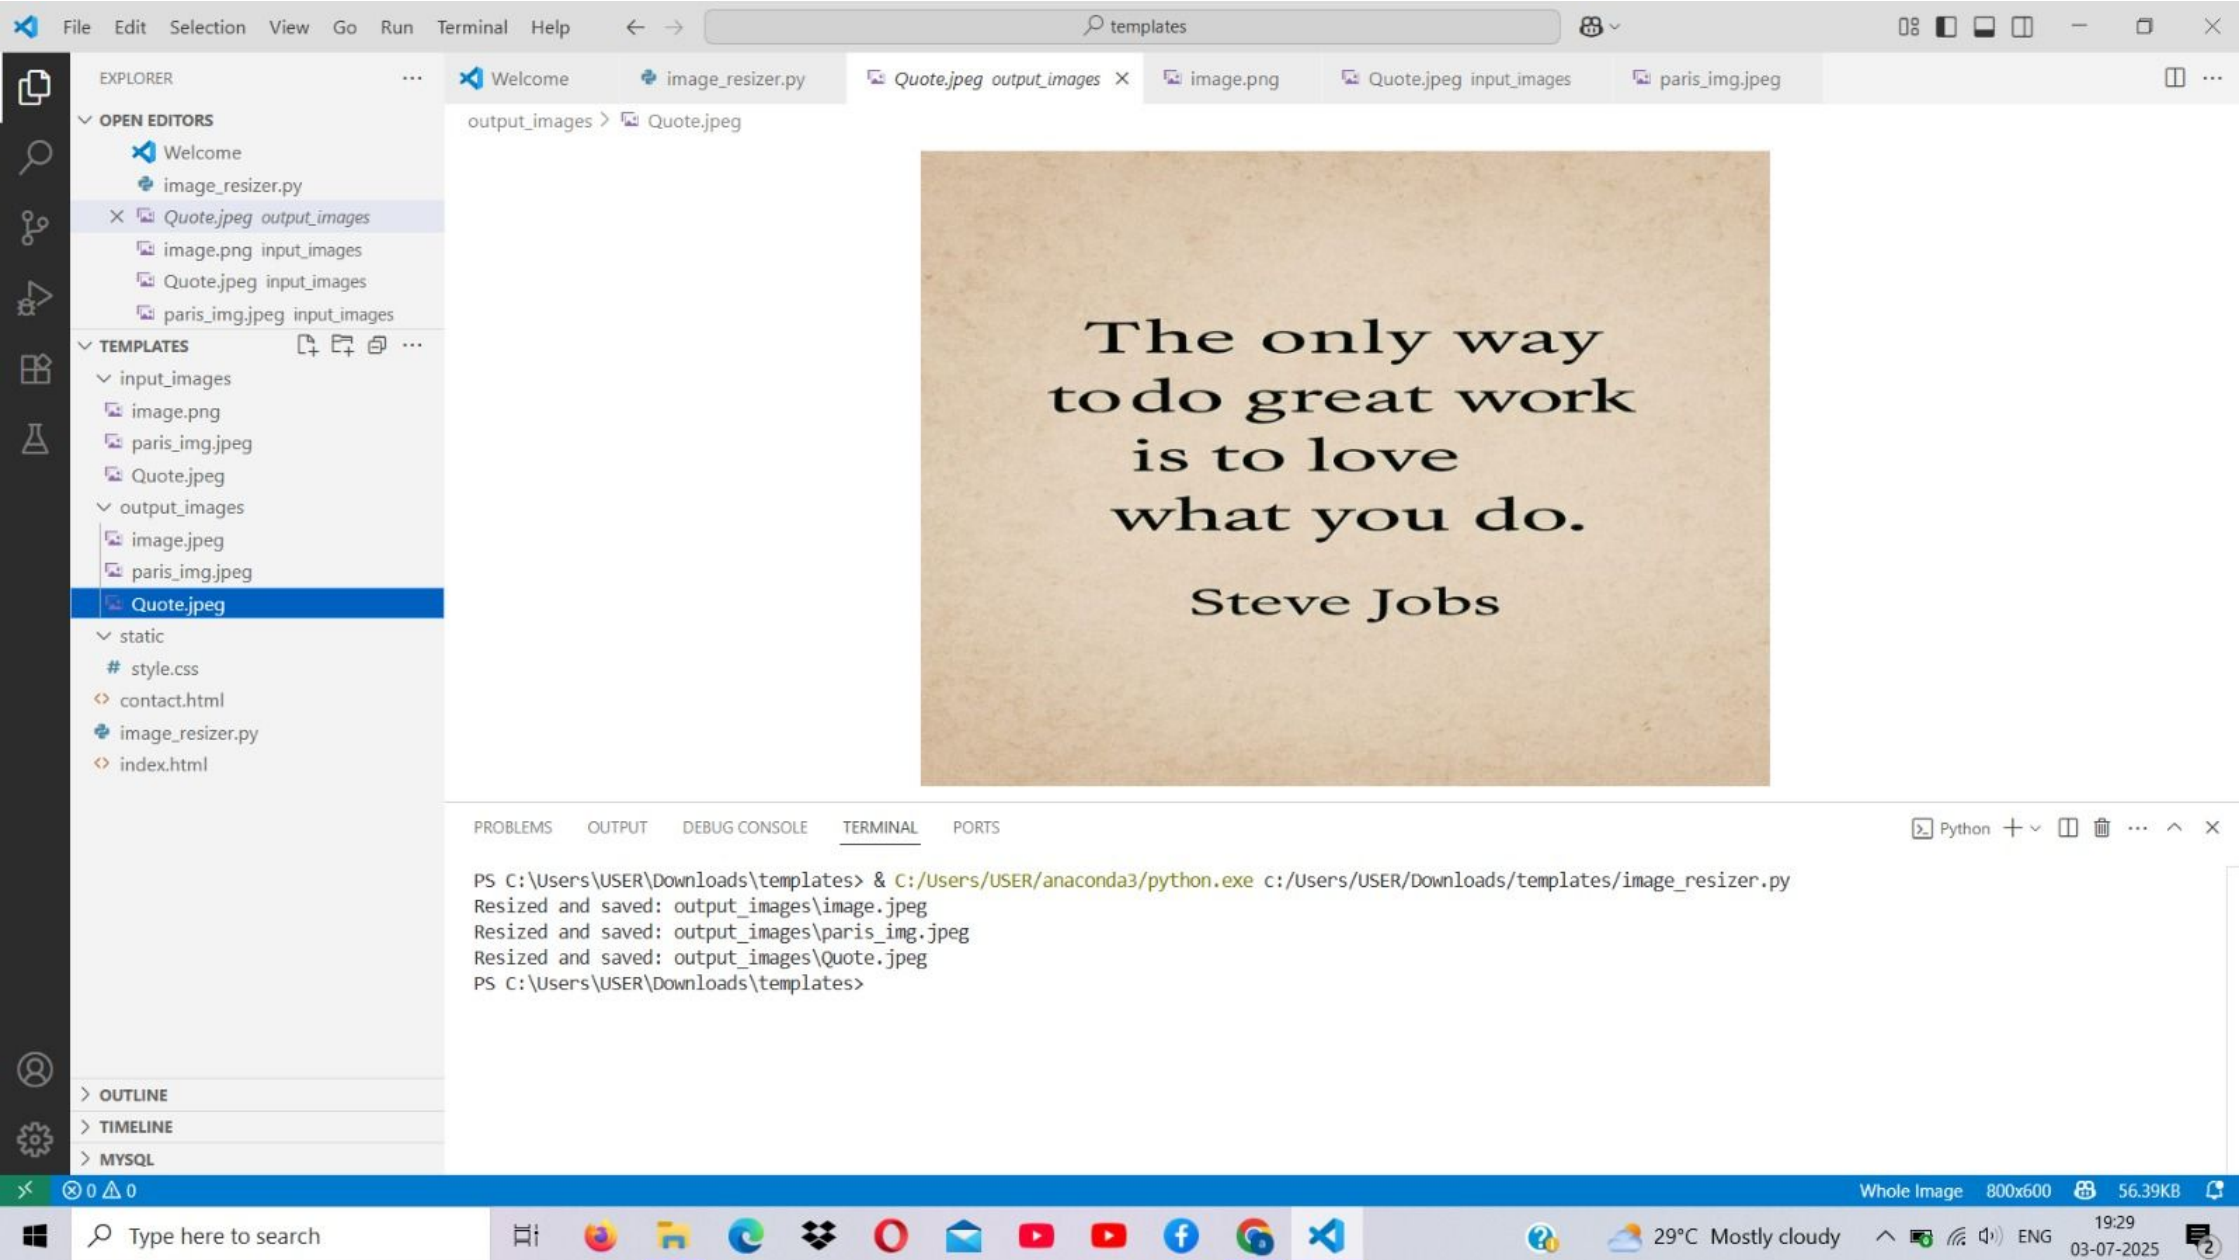 File Edit Selection View Go Run Terminal Help
templates
EXPLORER
OPEN EDITORS
Welcome
image_resizer.py
Quote.jpeg output_images
image.png input_images
Quote.jpeg input_images
paris_img.jpeg input_images
TEMPLATES
input_images
image.png
paris_img.jpeg
Quote.jpeg
output_images
image.jpeg
paris_img.jpeg
Quote.jpeg
static
# style.css
<> contact.html
image_resizer.py
<> index.html
OUTLINE
TIMELINE
MYSQL
Welcome image_resizer.py Quote.jpeg output_images image.png Quote.jpeg input_images paris_img.jpeg
output_images > Quote.jpeg
The only way
to do great work
is to love
what you do.
Steve Jobs
PROBLEMS OUTPUT DEBUG CONSOLE TERMINAL PORTS
Python
PS C:\Users\USER\Downloads\templates> & C:/Users/USER/anaconda3/python.exe c:/Users/USER/Downloads/templates/image_resizer.py
Resized and saved: output_images\image.jpeg
Resized and saved: output_images\paris_img.jpeg
Resized and saved: output_images\Quote.jpeg
PS C:\Users\USER\Downloads\templates>
0 0
Whole Image 800x600 56.39KB
Type here to search
29°C Mostly cloudy
ENG
19:29
03-07-2025
2